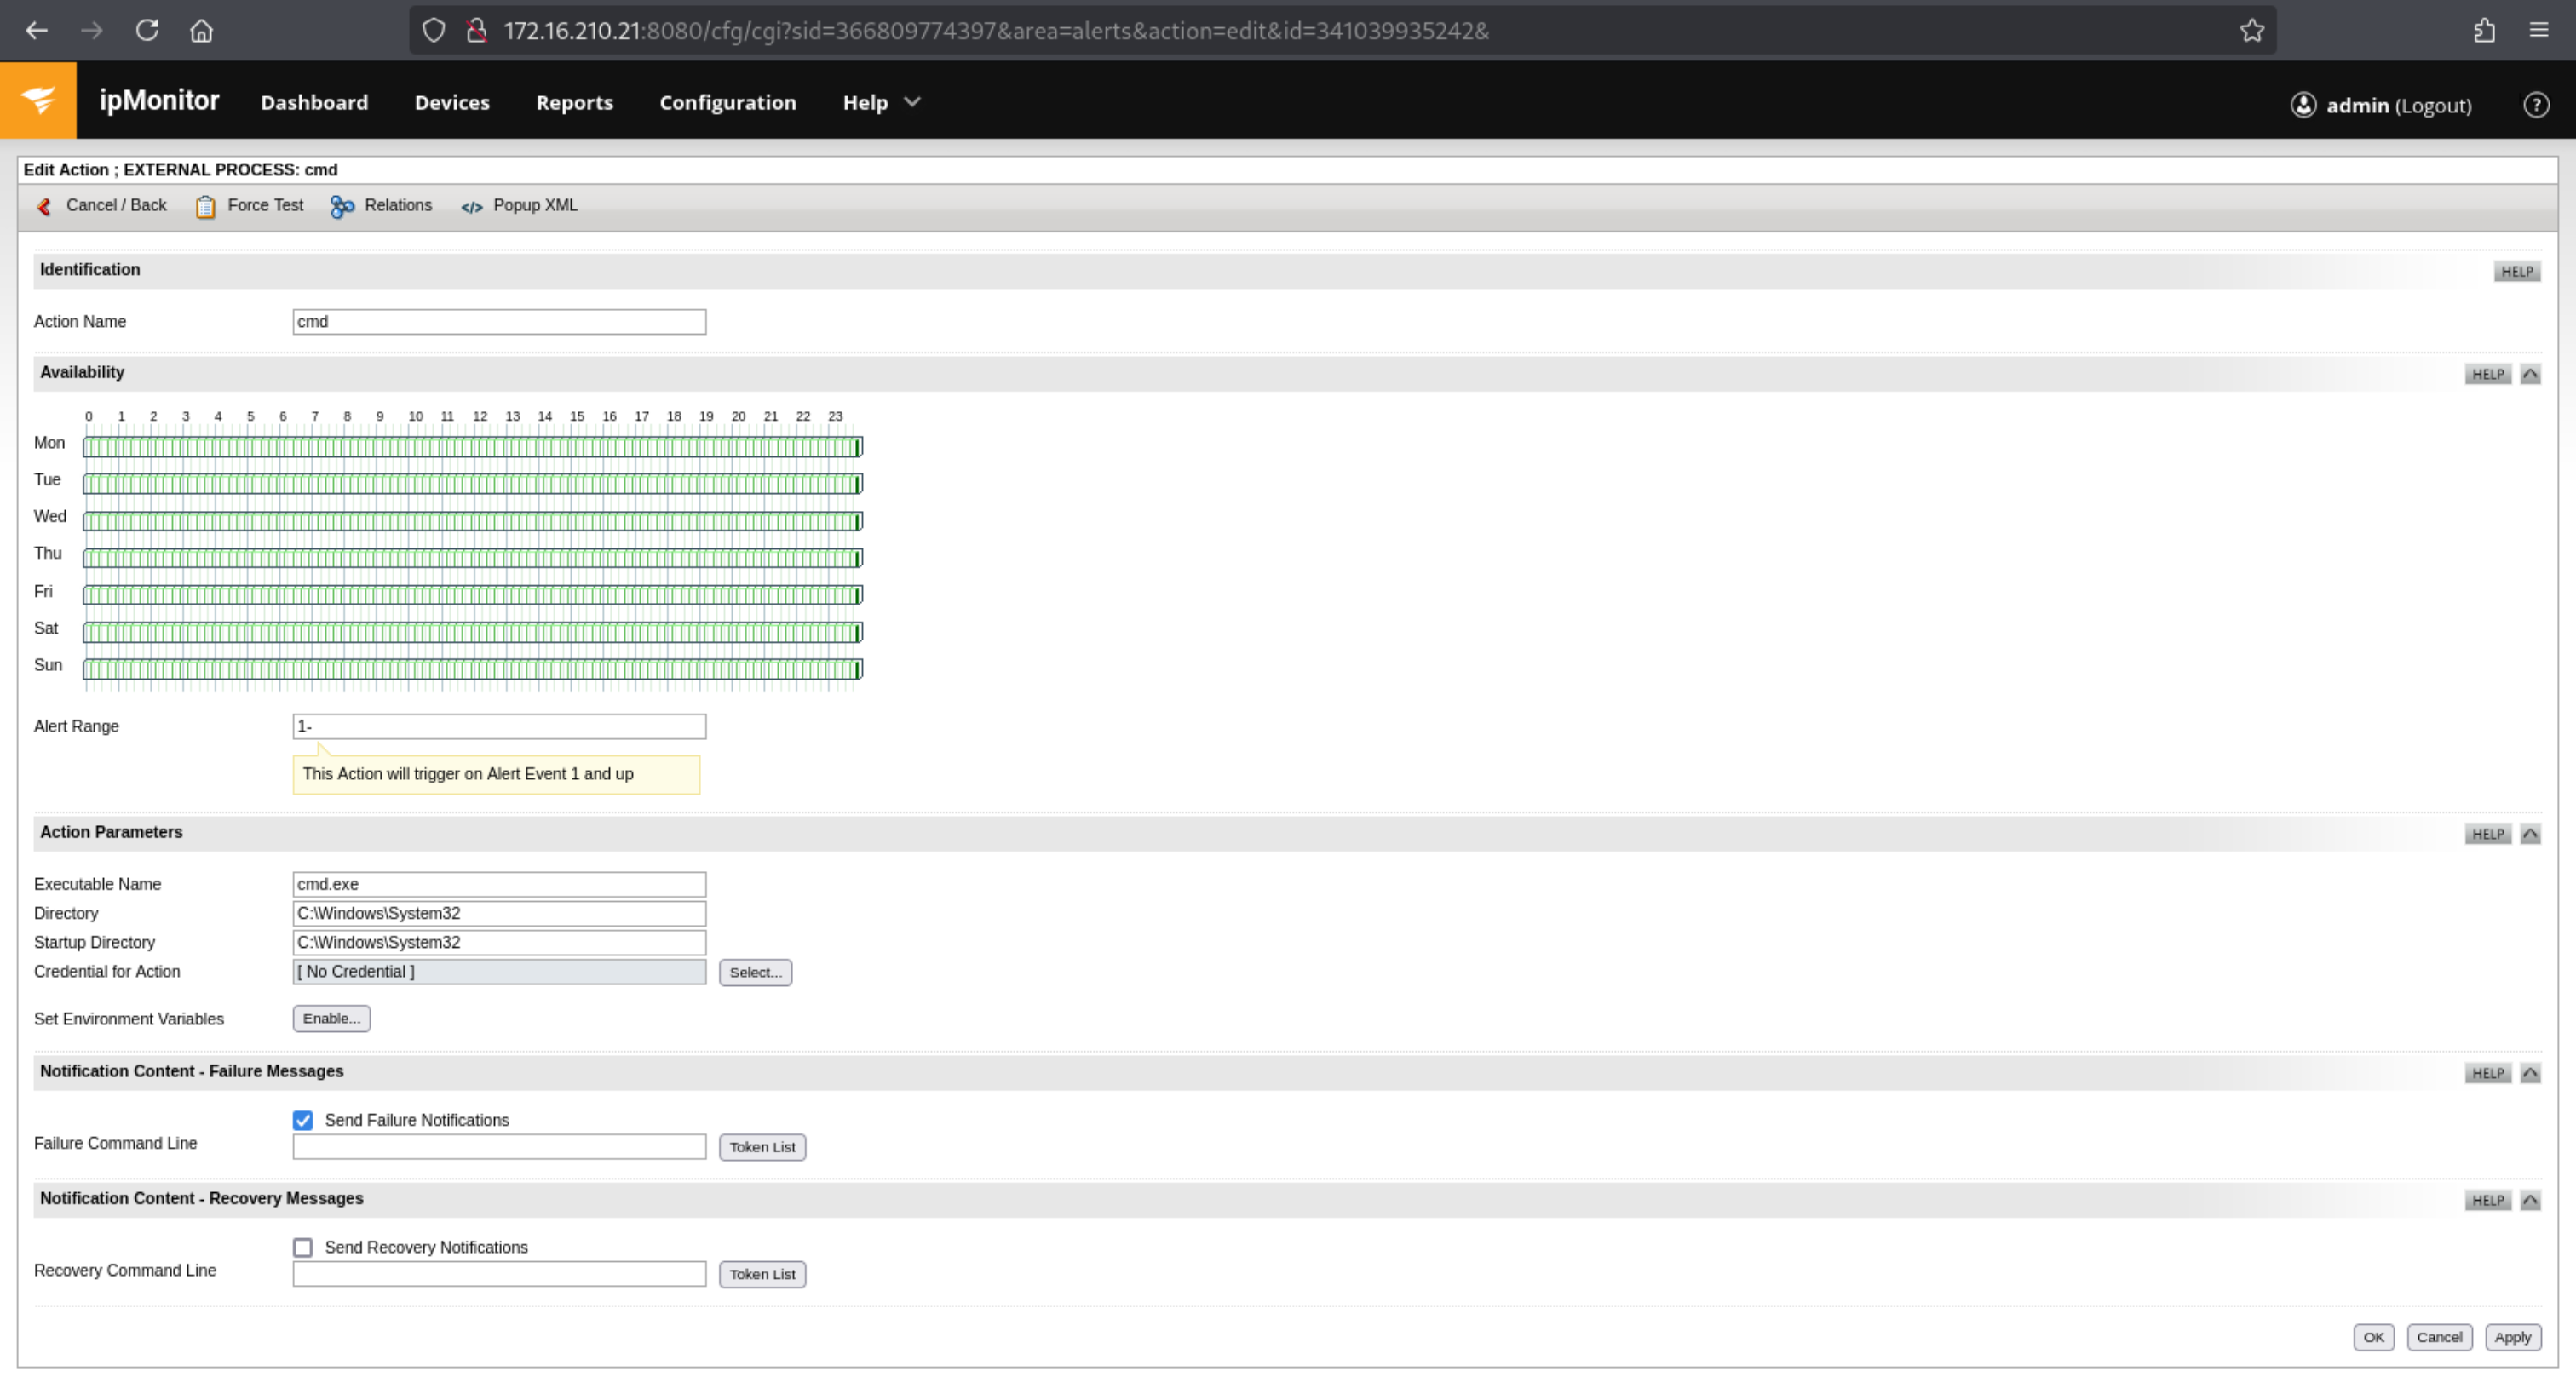 172.16.210.21:8080/cfg/cgi?sid=366809774397&area=alerts&action=edit&id=341039935242&
ipMonitor Dashboard Devices Reports Configuration Help admin (Logout) ?
Edit Action ; EXTERNAL PROCESS: cmd
Cancel / Back Force Test Relations </> Popup XML
Identification HELP
Action Name cmd
Availability HELP
0 1 2 3 4 5 6 7 8 9 10 11 12 13 14 15 16 17 18 19 20 21 22 23
Mon
Tue
Wed
Thu
Fri
Sat
Sun
Alert Range 1-
This Action will trigger on Alert Event 1 and up
Action Parameters HELP
Executable Name cmd.exe
Directory C:\Windows\System32
Startup Directory C:\Windows\System32
Credential for Action [ No Credential ] Select...
Set Environment Variables Enable...
Notification Content - Failure Messages HELP
Send Failure Notifications
Failure Command Line Token List
Notification Content - Recovery Messages HELP
Send Recovery Notifications
Recovery Command Line Token List
OK Cancel Apply